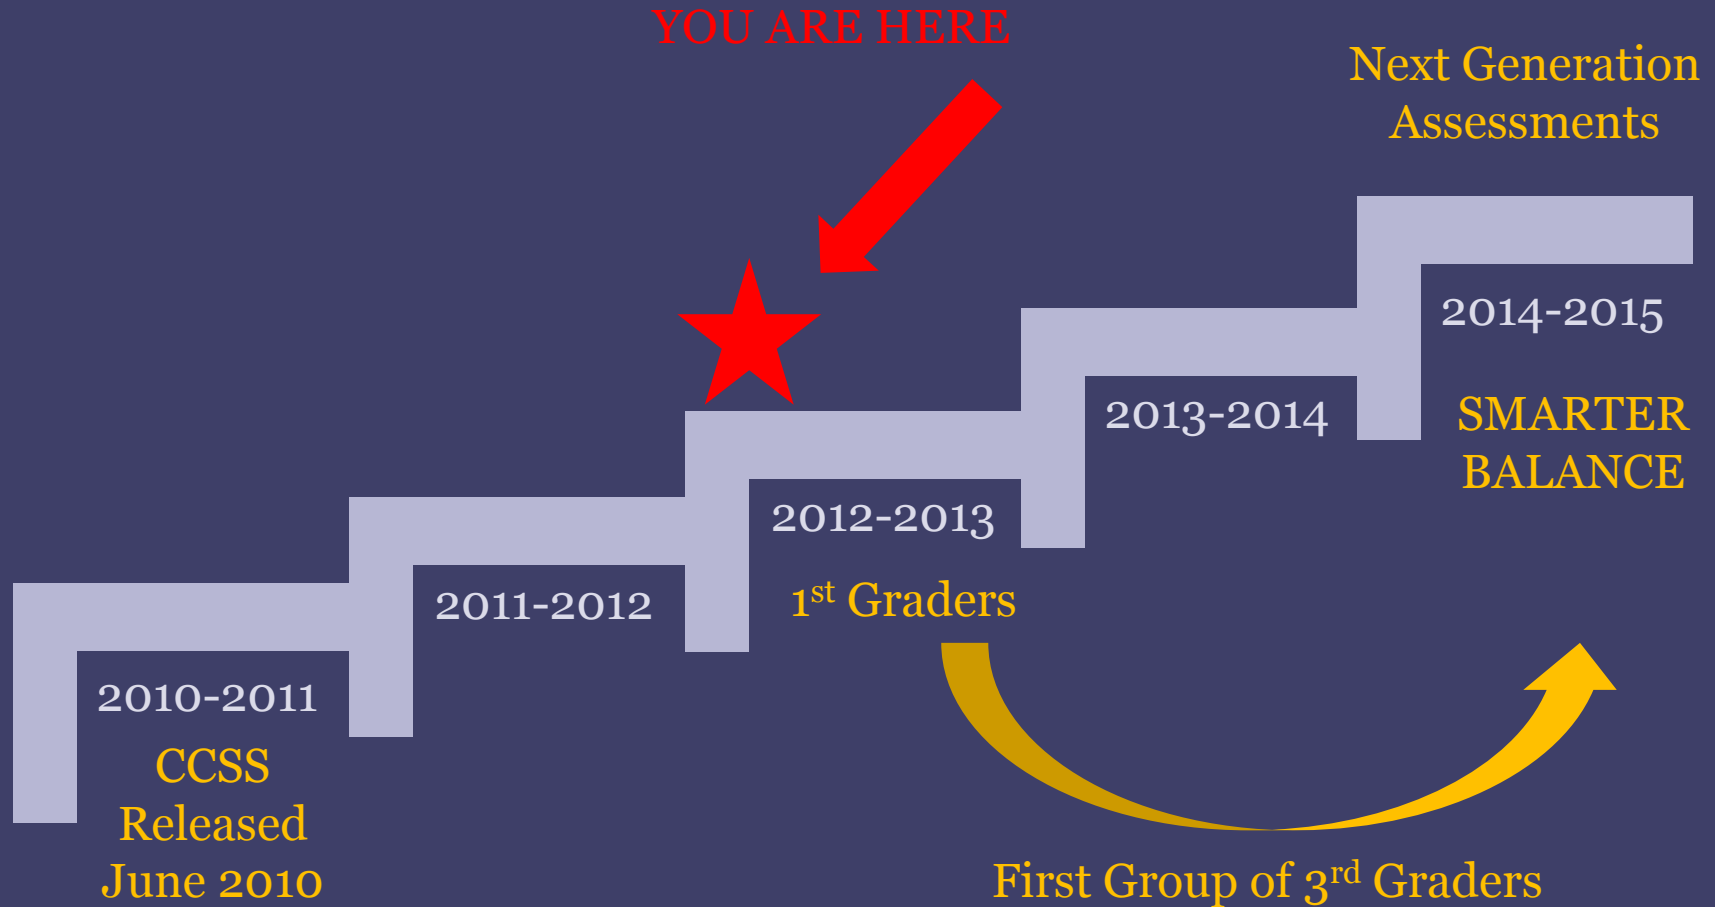 YOU ARE HERE
Next Generation
Assessments
2014-2015
SMARTER
BALANCE
2013-2014
2012-2013
1st Graders
2011-2012
2010-2011
CCSS
Released
June 2010
First Group of 3rd Graders